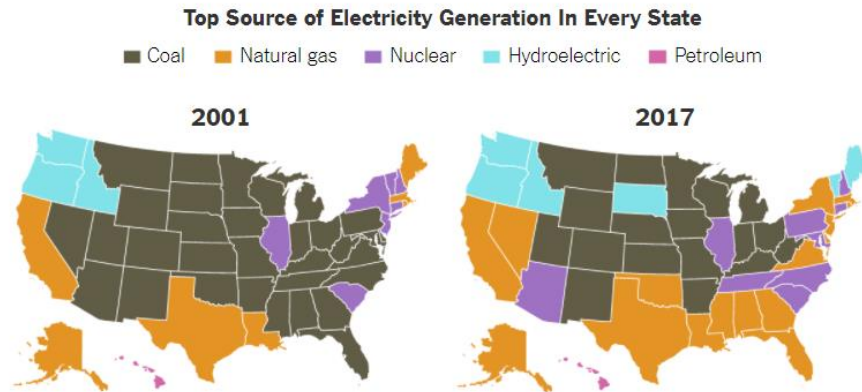 Top Source of Electricity Generation In Every State
Coal Natural gas Nuclear Hydroelectric Petroleum
2001 2017